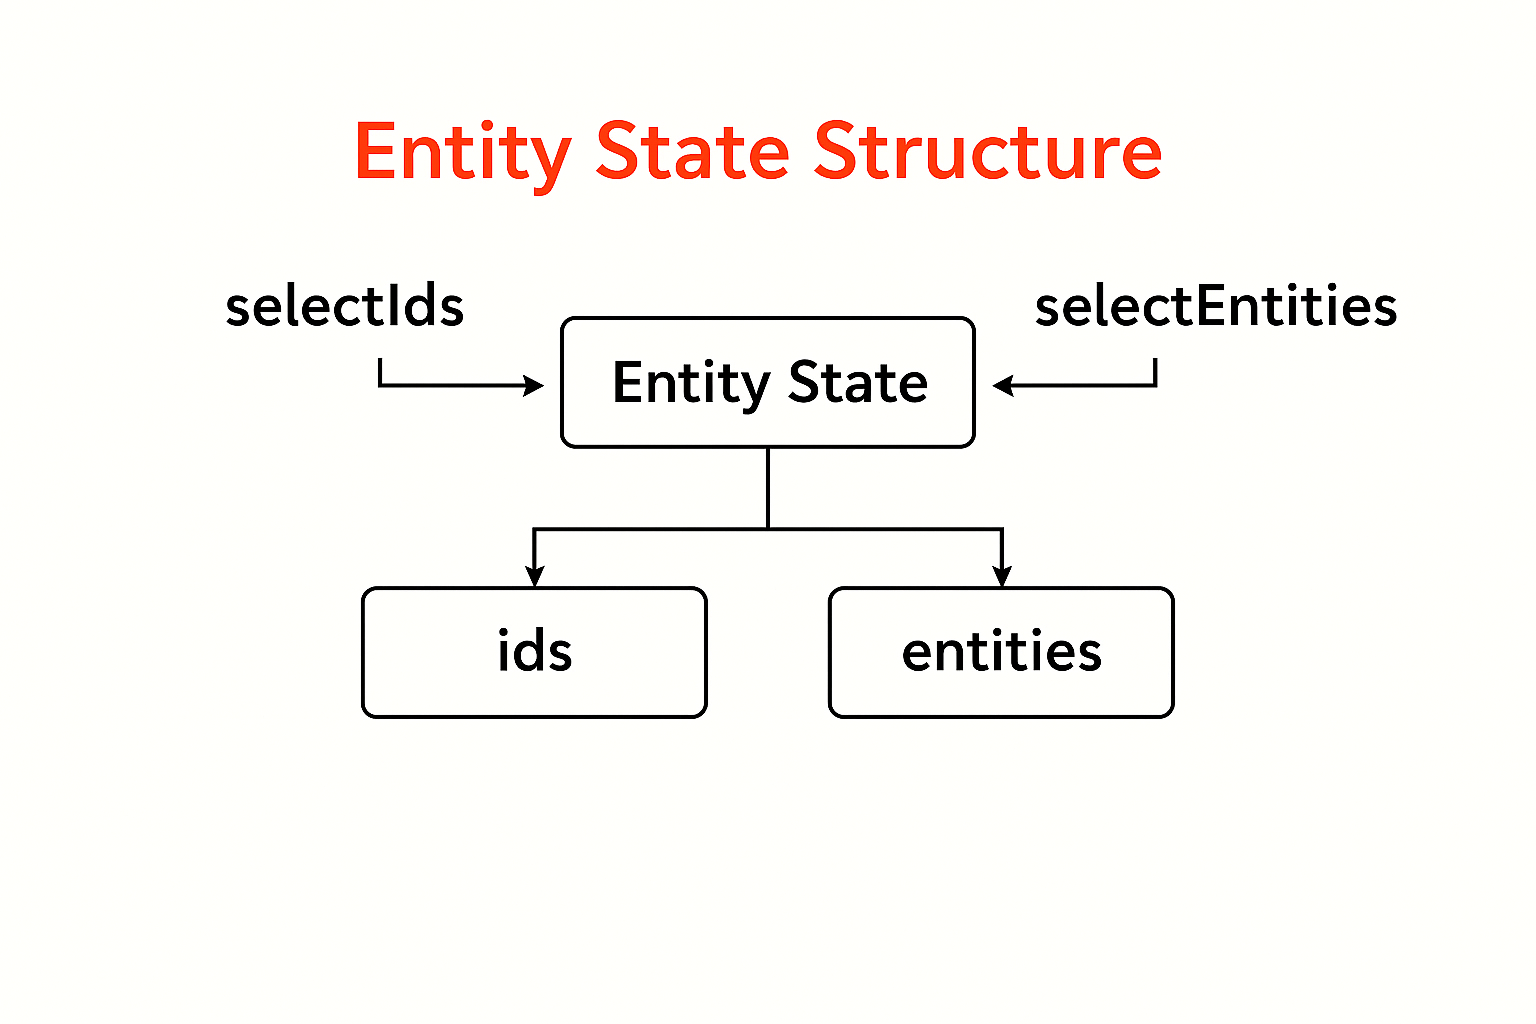 Entity State Structure
selectIds
selectEntities
Entity State
ids
entities